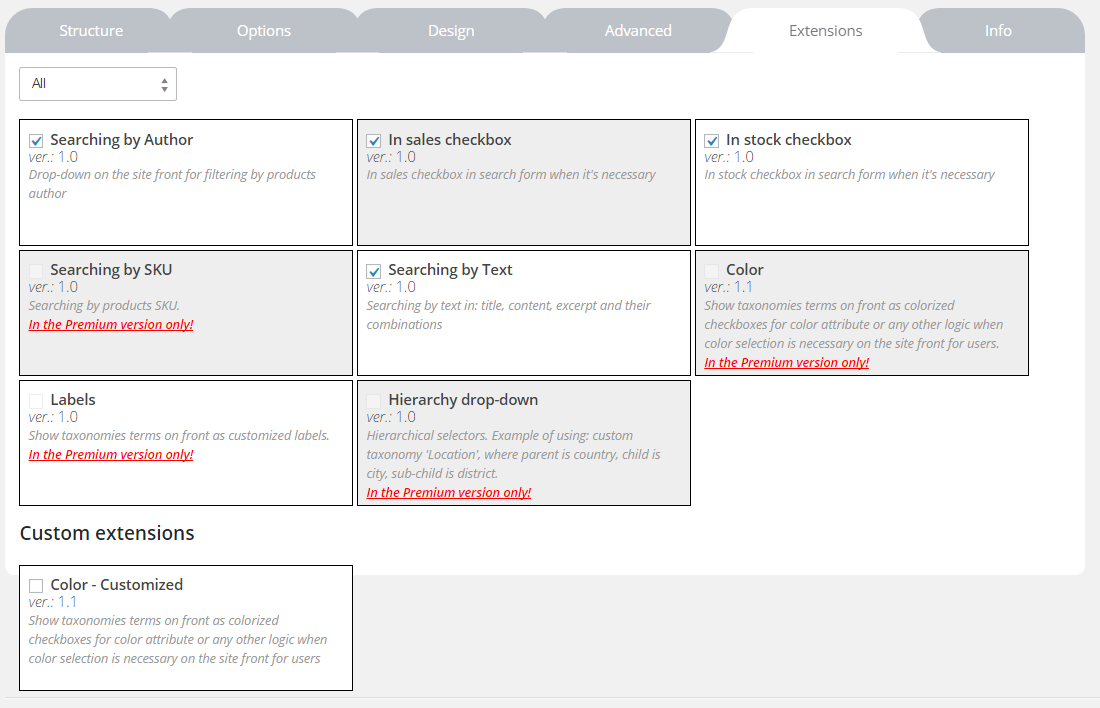 Structure
Options
Design
Advanced
Extensions
Info
All
Searching by Author
ver.: 1.0
Drop-down on the site front for filtering by products
author
In sales checkbox
ver.: 1.0
In sales checkbox in search form when it's necessary
In stock checkbox
ver.: 1.0
In stock checkbox in search form when it's necessary
Searching by SKU
ver.: 1.0
Searching by products SKU.
In the Premium version only!
Searching by Text
ver.: 1.0
Searching by text in: title, content, excerpt and their
combinations
Color
ver.: 1.1
Show taxonomies terms on front as colorized
checkboxes for color attribute or any other logic when
color selection is necessary on the site front for users.
In the Premium version only!
Labels
ver.: 1.0
Show taxonomies terms on front as customized labels.
In the Premium version only!
Hierarchy drop-down
ver.: 1.0
Hierarchical selectors. Example of using: custom
taxonomy 'Location', where parent is country, child is
city, sub-child is district.
In the Premium version only!
Custom extensions
Color - Customized
ver.: 1.1
Show taxonomies terms on front as colorized
checkboxes for color attribute or any other logic when
color selection is necessary on the site front for users